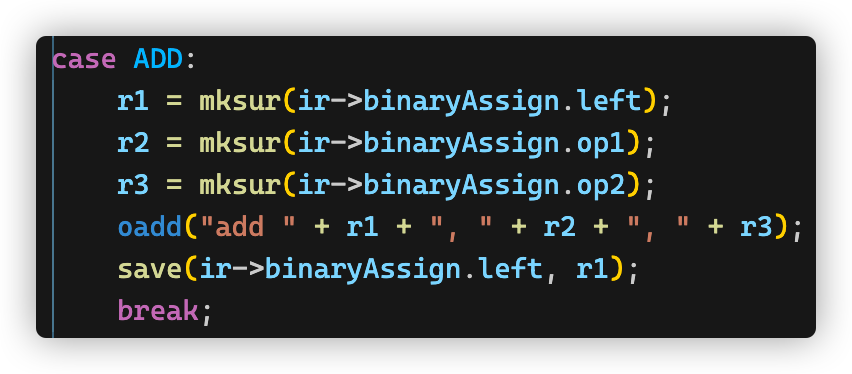 case ADD:
    r1 = mksur(ir->binaryAssign.left);
    r2 = mksur(ir->binaryAssign.op1);
    r3 = mksur(ir->binaryAssign.op2);
    oadd("add " + r1 + ", " + r2 + ", " + r3);
    save(ir->binaryAssign.left, r1);
    break;